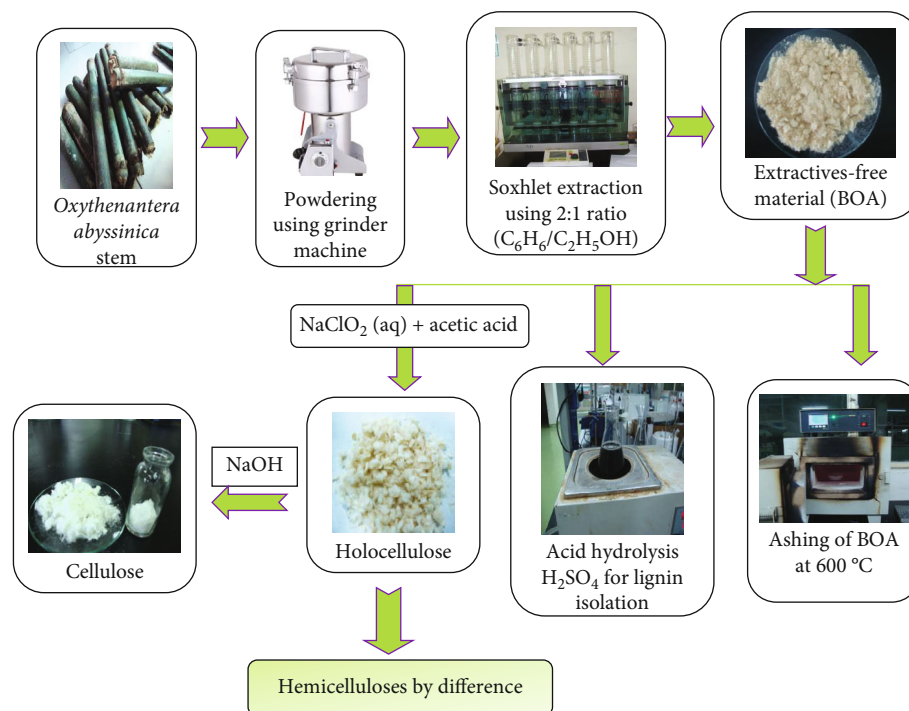 Oxythenantera
abyssinica
stem
Powdering
using grinder
machine
Soxhlet extraction
using 2:1 ratio
(C₆H₆/C₂H₅OH)
Extractives-free
material (BOA)
NaClO₂ (aq) + acetic acid
Cellulose
NaOH
Holocellulose
Acid hydrolysis
H₂SO₄ for lignin
isolation
Ashing of BOA
at 600 °C
Hemicelluloses by difference